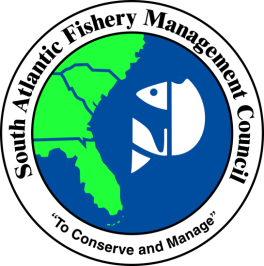 South Atlantic Fishery Management Council
"To Conserve and Manage"